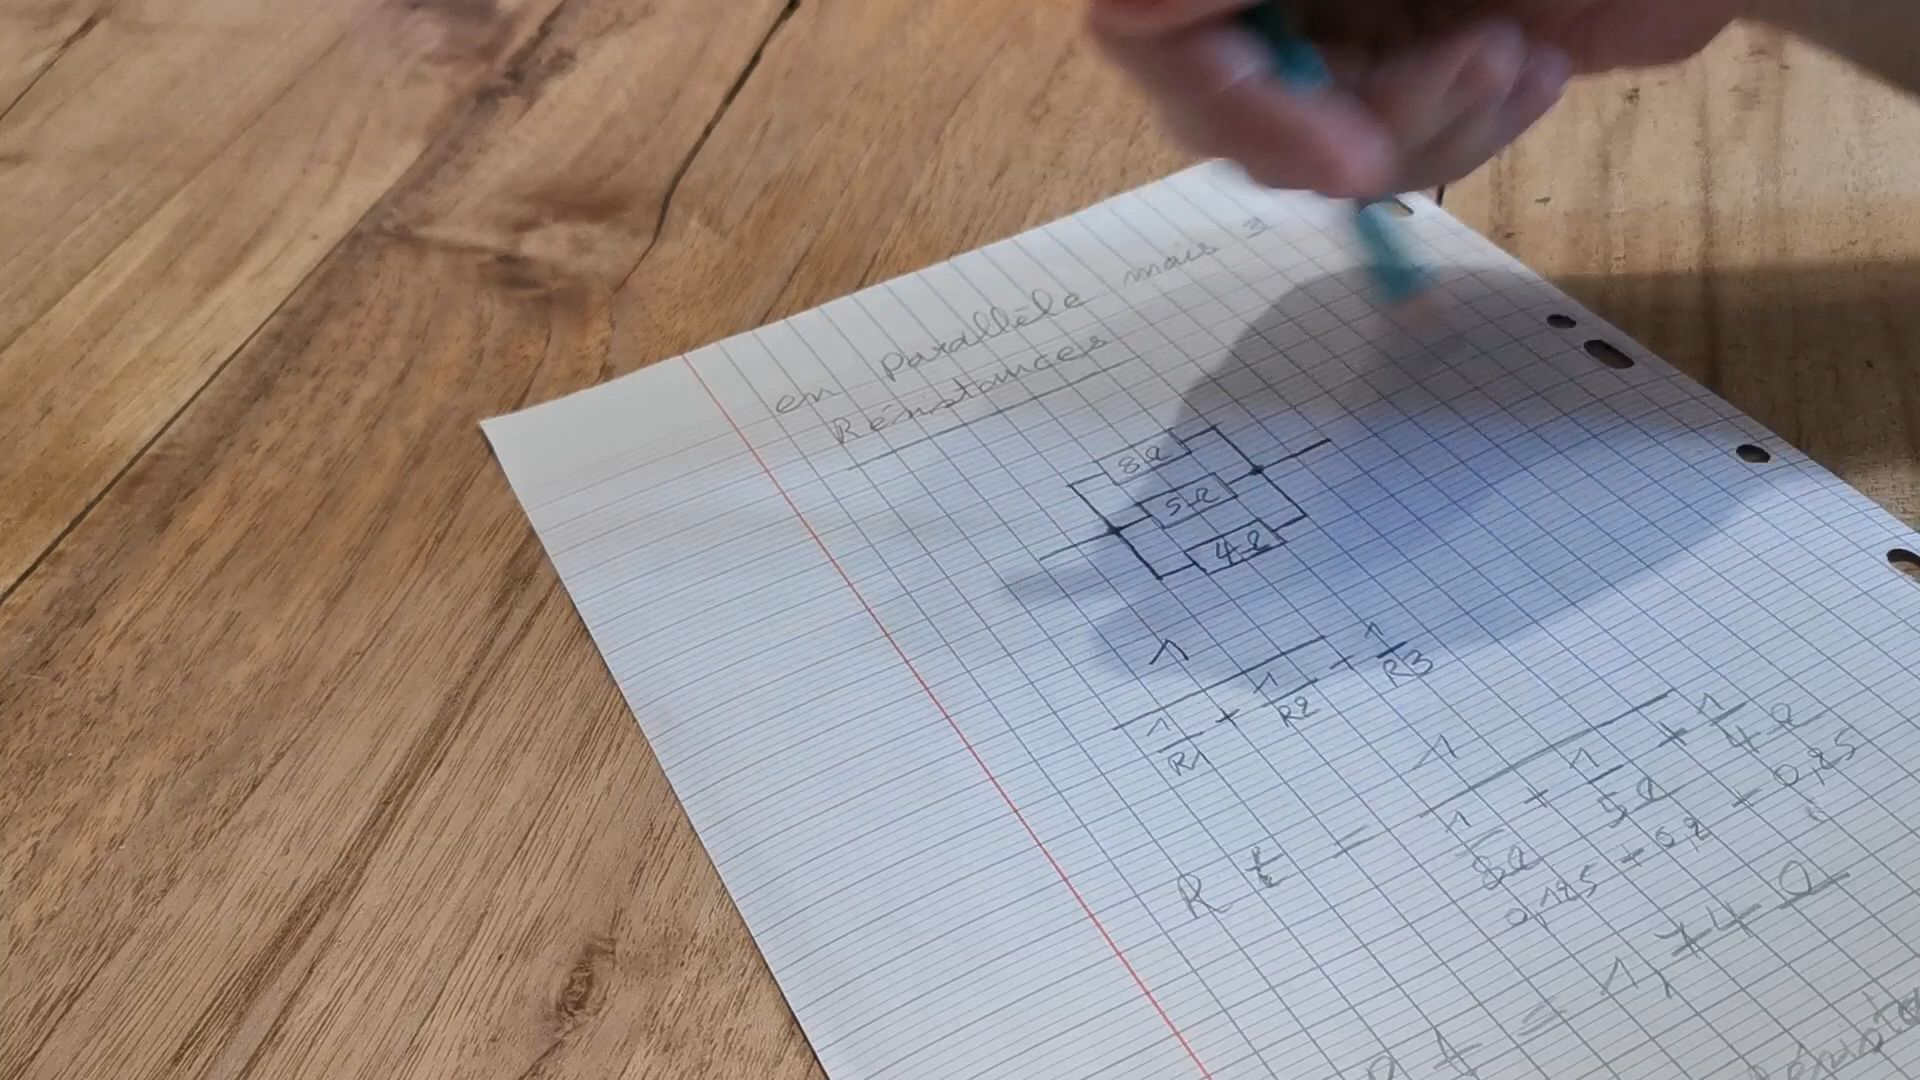 en Parallèle mais 3
Résistances
8Ω
5Ω
4Ω
1
1/R1 + 1/R2 + 1/R3
1
Rt = 1/8Ω + 1/5Ω + 1/4Ω
0,125 + 0,2 + 0,25
= 1,74 Ω